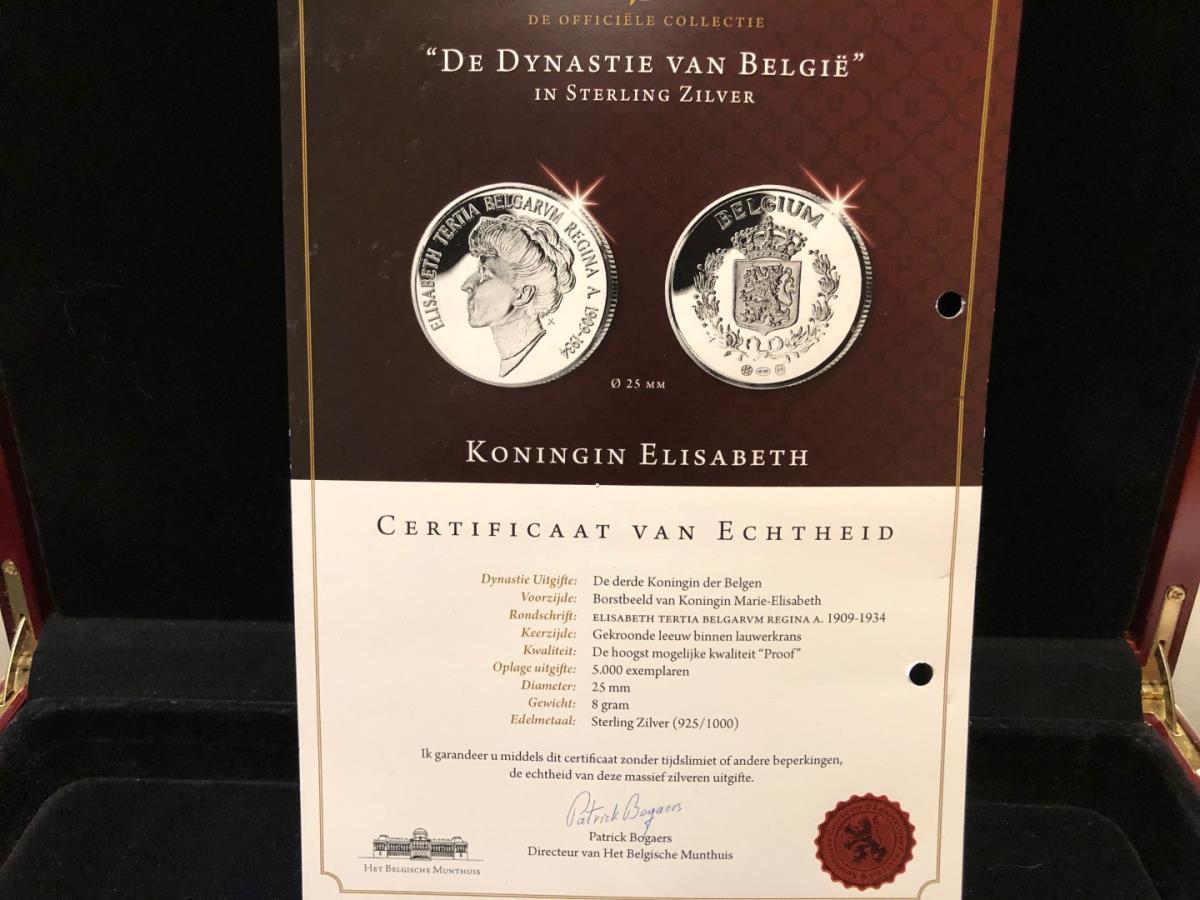 DE OFFICIËLE COLLECTIE
“DE DYNASTIE VAN BELGIË”
IN STERLING ZILVER
ELISABETH TERTIA BELGARVM REGINA A. 1909-1934
BELGIUM
Ø 25 MM
KONINGIN ELISABETH
CERTIFICAAT VAN ECHTHEID
Dynastie Uitgifte: De derde Koningin der Belgen
Voorzijde: Borstbeeld van Koningin Marie-Elisabeth
Rondschrift: ELISABETH TERTIA BELGARVM REGINA A. 1909-1934
Keerzijde: Gekroonde leeuw binnen lauwerkrans
Kwaliteit: De hoogst mogelijke kwaliteit “Proof”
Oplage uitgifte: 5.000 exemplaren
Diameter: 25 mm
Gewicht: 8 gram
Edelmetaal: Sterling Zilver (925/1000)
Ik garandeer u middels dit certificaat zonder tijdslimiet of andere beperkingen,
de echtheid van deze massief zilveren uitgifte.
Patrick Bogaers
Patrick Bogaers
Directeur van Het Belgische Munthuis
HET BELGISCHE MUNTHUIS